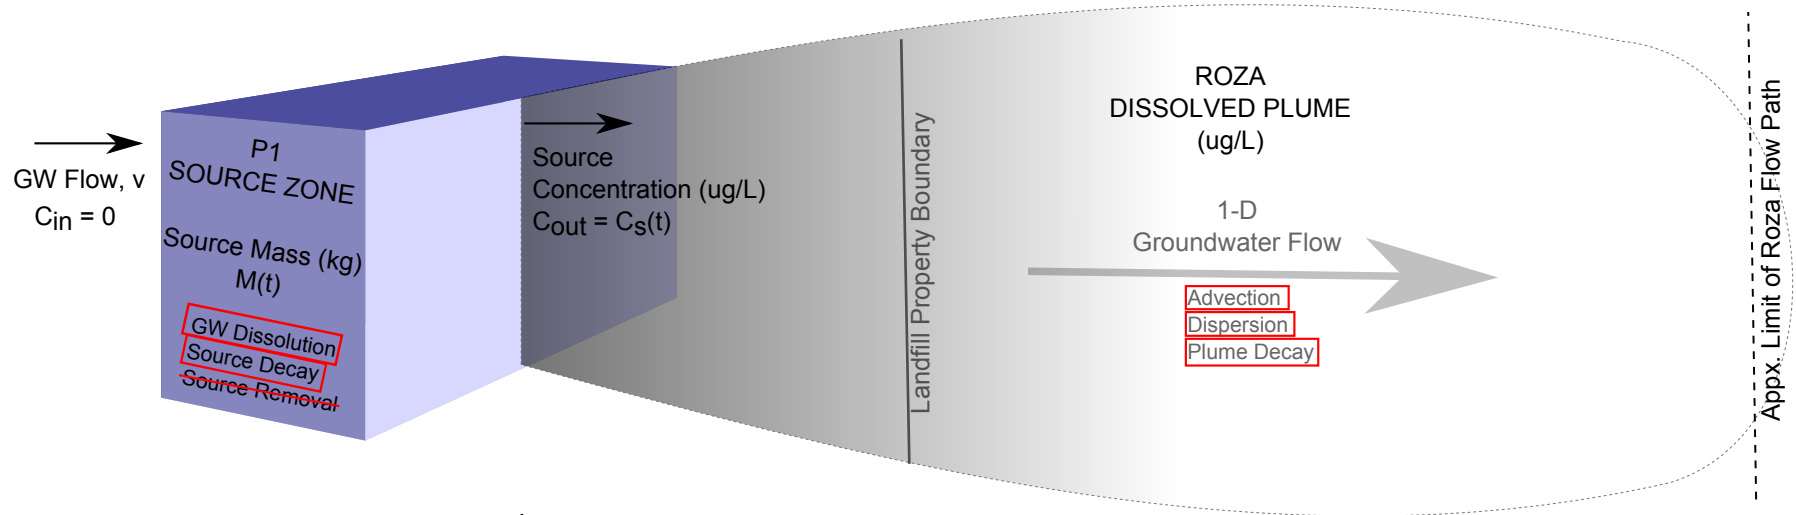 GW Flow, v
Cin = 0
P1
SOURCE ZONE
Source Mass (kg)
M(t)
GW Dissolution
Source Decay
Source Removal
Source
Concentration (ug/L)
Cout = Cs(t)
Landfill Property Boundary
ROZA
DISSOLVED PLUME
(ug/L)
1-D
Groundwater Flow
Advection
Dispersion
Plume Decay
Appx. Limit of Roza Flow Path